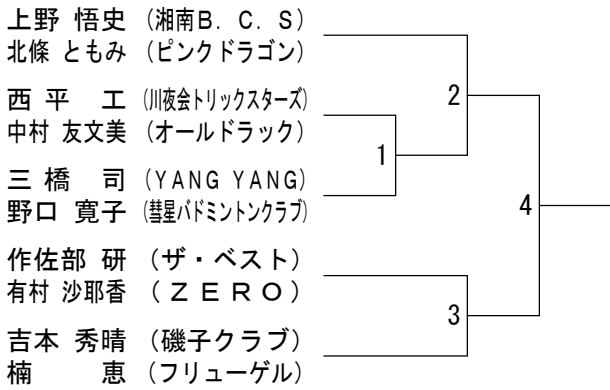 上野 悟史 (湘南B．C．S)
北條 ともみ (ピンクドラゴン)
2
西 平 工 (川夜会トリックスターズ)
中村 友文美 (オールドラック)
1
三 橋 司 (YANG YANG)
野口 寛子 (彗星バドミントンクラブ)
4
作佐部 研 (ザ・ベスト)
有村 沙耶香 (ＺＥＲＯ)
3
吉本 秀晴 (磯子クラブ)
楠 恵 (フリューゲル)